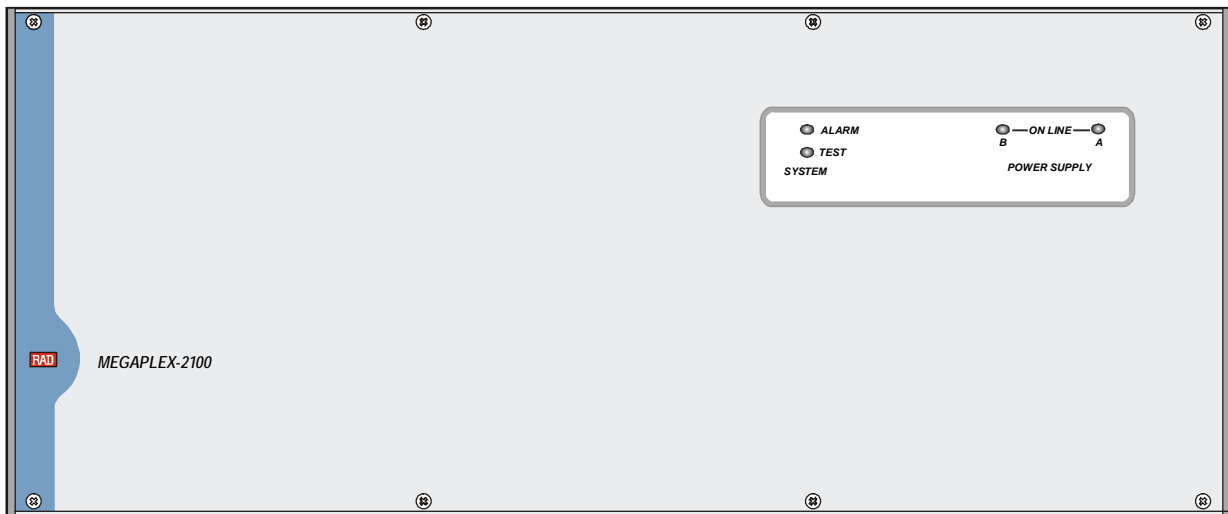 ALARM
B ON LINE A
TEST
SYSTEM
POWER SUPPLY
RAD
MEGAPLEX-2100